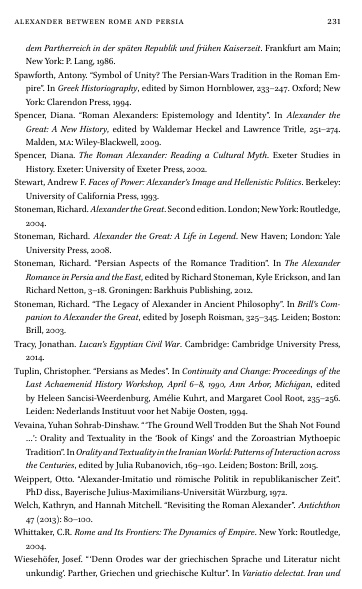 ALEXANDER BETWEEN ROME AND PERSIA 231
dem Partherreich in der späten Republik und frühen Kaiserzeit. Frankfurt am Main;
New York: P. Lang, 1986.
Spawforth, Antony. “Symbol of Unity? The Persian-Wars Tradition in the Roman Em-
pire”. In Greek Historiography, edited by Simon Hornblower, 233–247. Oxford; New
York: Clarendon Press, 1994.
Spencer, Diana. “Roman Alexanders: Epistemology and Identity”. In Alexander
the Great: A New History, edited by Waldemar Heckel and Lawrence Tritle, 251–274.
Malden, MA: Wiley-Blackwell, 2009.
Spencer, Diana. The Roman Alexander: Reading a Cultural Myth. Exeter Studies in
History. Exeter: University of Exeter Press, 2002.
Stewart, Andrew F. Faces of Power: Alexander’s Image and Hellenistic Politics. Berkeley:
University of California Press, 1993.
Stoneman, Richard. Alexander the Great. Second edition. London; New York: Routledge,
2004.
Stoneman, Richard. Alexander the Great: A Life in Legend. New Haven; London: Yale
University Press, 2008.
Stoneman, Richard. “Persian Aspects of the Romance Tradition”. In The Alexander
Romance in Persia and the East, edited by Richard Stoneman, Kyle Erickson, and Ian
Richard Netton, 3–18. Groningen: Barkhuis Publishing, 2012.
Stoneman, Richard. “The Legacy of Alexander in Ancient Philosophy”. In Brill’s Com-
panion to Alexander the Great, edited by Joseph Roisman, 325–345. Leiden; Boston:
Brill, 2003.
Tracy, Jonathan. Lucan’s Egyptian Civil War. Cambridge: Cambridge University Press,
2014.
Tuplin, Christopher. “Persians as Medes”. In Continuity and Change: Proceedings of the
Last Achaemenid History Workshop, April 6–8, 1990, Ann Arbor, Michigan, edited
by Heleen Sancisi-Weerdenburg, Amélie Kuhrt, and Margaret Cool Root, 235–256.
Leiden: Nederlands Instituut voor het Nabije Oosten, 1994.
Vevaina, Yuhan Sohrab-Dinshaw. “‘The Ground Well Trodden But the Shah Not Found
…’: Orality and Textuality in the ‘Book of Kings’ and the Zoroastrian Mythoepic
Tradition”. In Orality and Textuality in the Iranian World: Patterns of Interaction across
the Centuries, edited by Julia Rubanovich, 169–190. Leiden; Boston: Brill, 2015.
Weippert, Otto. “Alexander-Imitatio und römische Politik in republikanischer Zeit”.
PhD diss., Bayerische Julius-Maximilians-Universität Würzburg, 1972.
Welch, Kathryn, and Hannah Mitchell. “Revisiting the Roman Alexander”. Antichthon
47 (2013): 80–100.
Whittaker, C.R. Rome and Its Frontiers: The Dynamics of Empire. New York: Routledge,
2004.
Wiesehöfer, Josef. “‘Denn Orodes war der griechischen Sprache und Literatur nicht
unkundig’. Parther, Griechen und griechische Kultur”. In Variatio delectat. Iran und